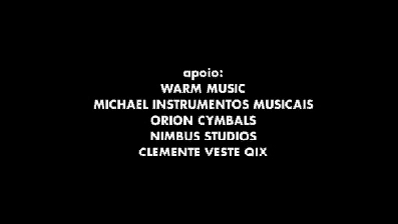 apoio:
WARM MUSIC
MICHAEL INSTRUMENTOS MUSICAIS
ORION CYMBALS
NIMBUS STUDIOS
CLEMENTE VESTE QIX